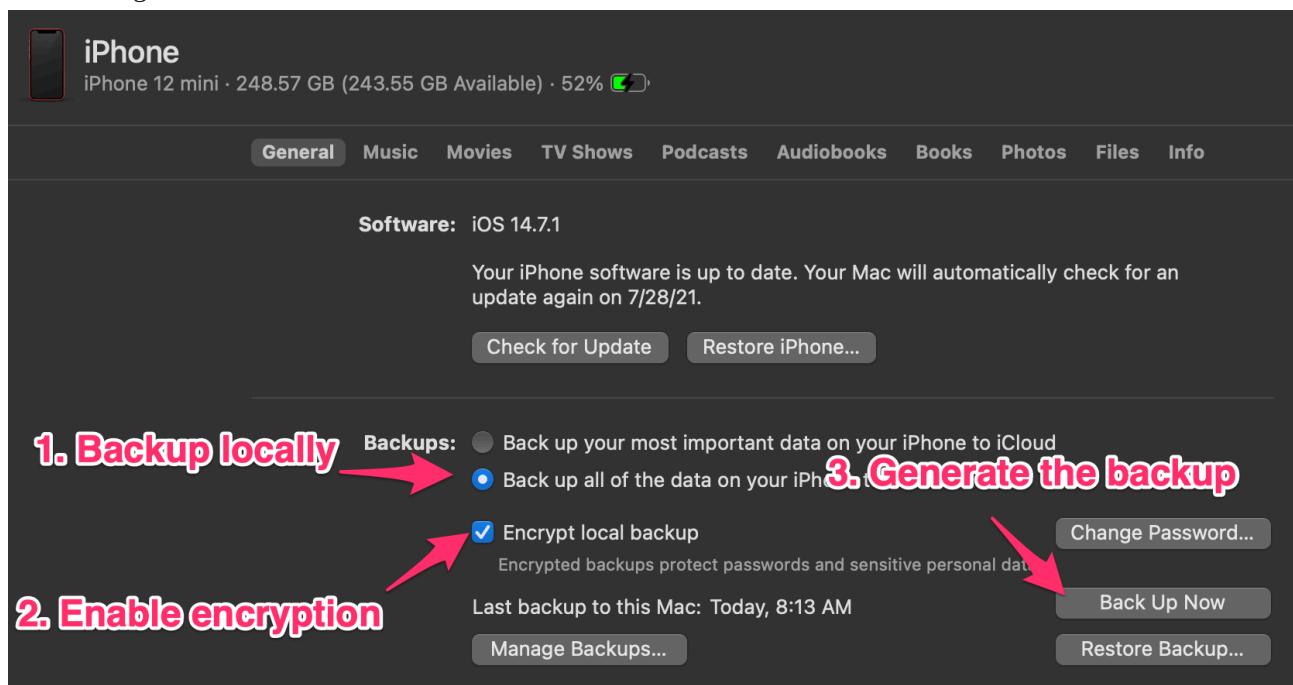 iPhone
iPhone 12 mini · 248.57 GB (243.55 GB Available) · 52%
General Music Movies TV Shows Podcasts Audiobooks Books Photos Files Info
Software: iOS 14.7.1
Your iPhone software is up to date. Your Mac will automatically check for an
update again on 7/28/21.
Check for Update Restore iPhone...
1. Backup locally
Backups: Back up your most important data on your iPhone to iCloud
Back up all of the data on your
3. Generate the backup
Encrypt local backup Change Password...
Encrypted backups protect passwords and sensitive personal
2. Enable encryption
Last backup to this Mac: Today, 8:13 AM Back Up Now
Manage Backups... Restore Backup...